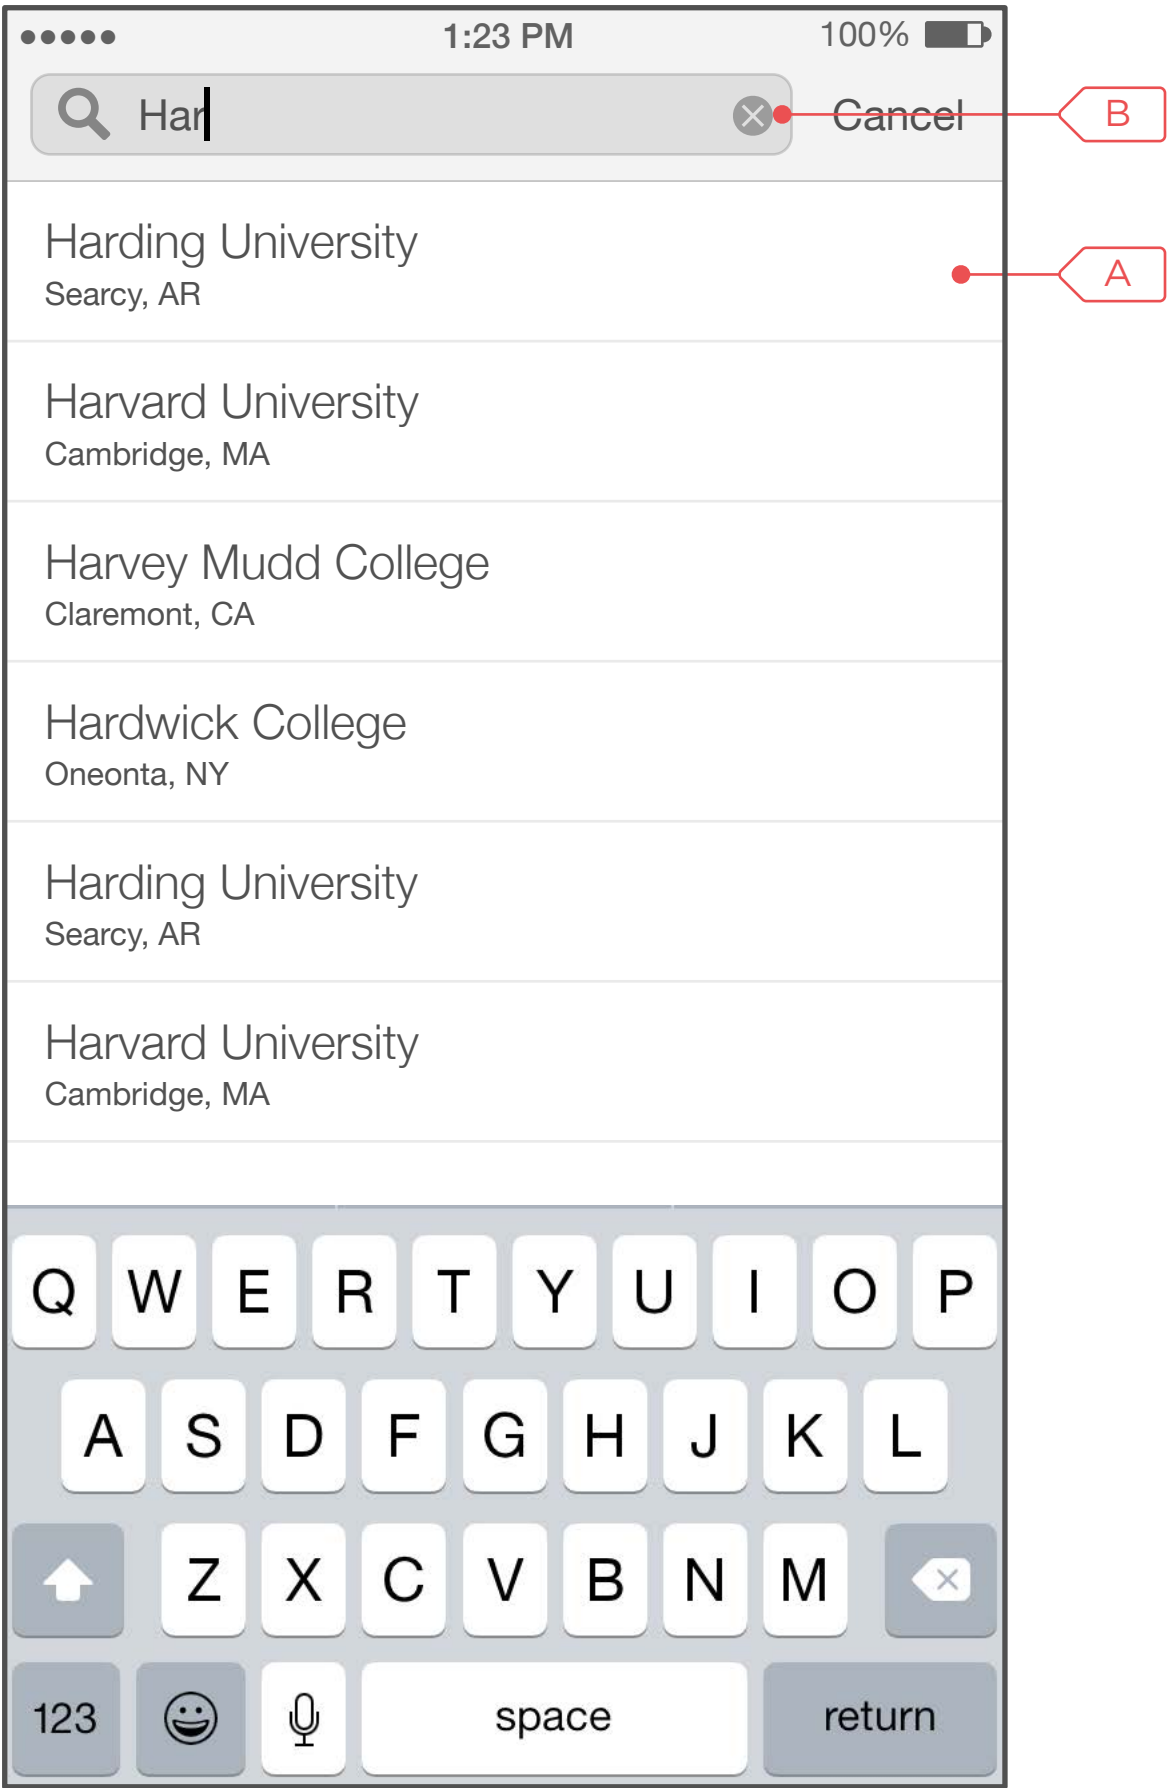 1:23 PM 100%
Har Cancel B
Harding University
Searcy, AR
A
Harvard University
Cambridge, MA
Harvey Mudd College
Claremont, CA
Hardwick College
Oneonta, NY
Harding University
Searcy, AR
Harvard University
Cambridge, MA
Q W E R T Y U I O P
A S D F G H J K L
Z X C V B N M
123 space return